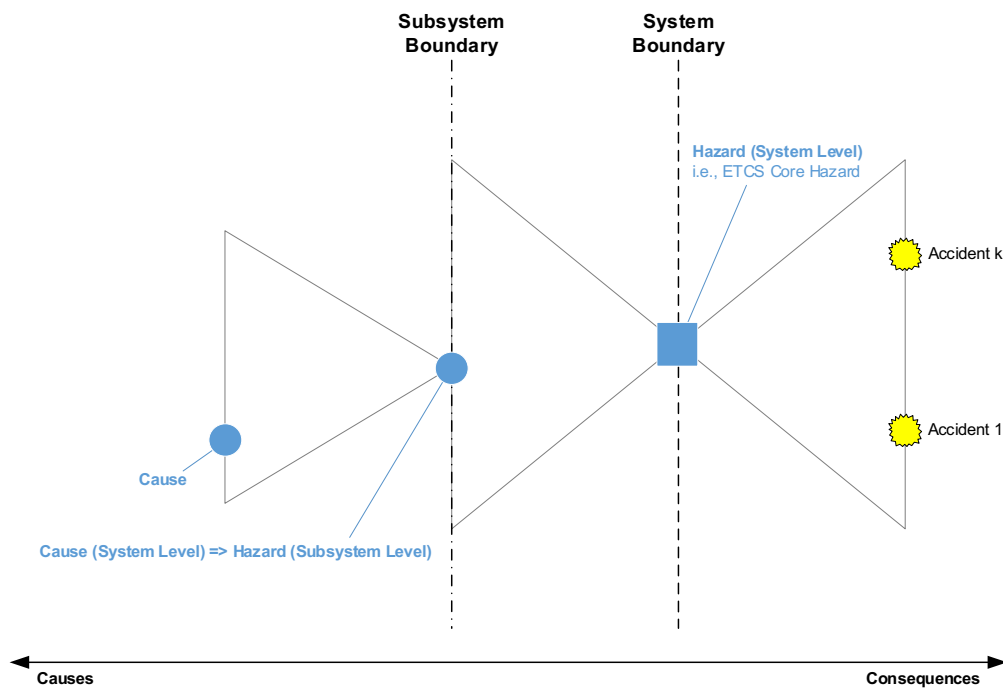 Subsystem
Boundary
System
Boundary
Hazard (System Level)
i.e., ETCS Core Hazard
Accident k
Accident 1
Cause
Cause (System Level) => Hazard (Subsystem Level)
Causes
Consequences